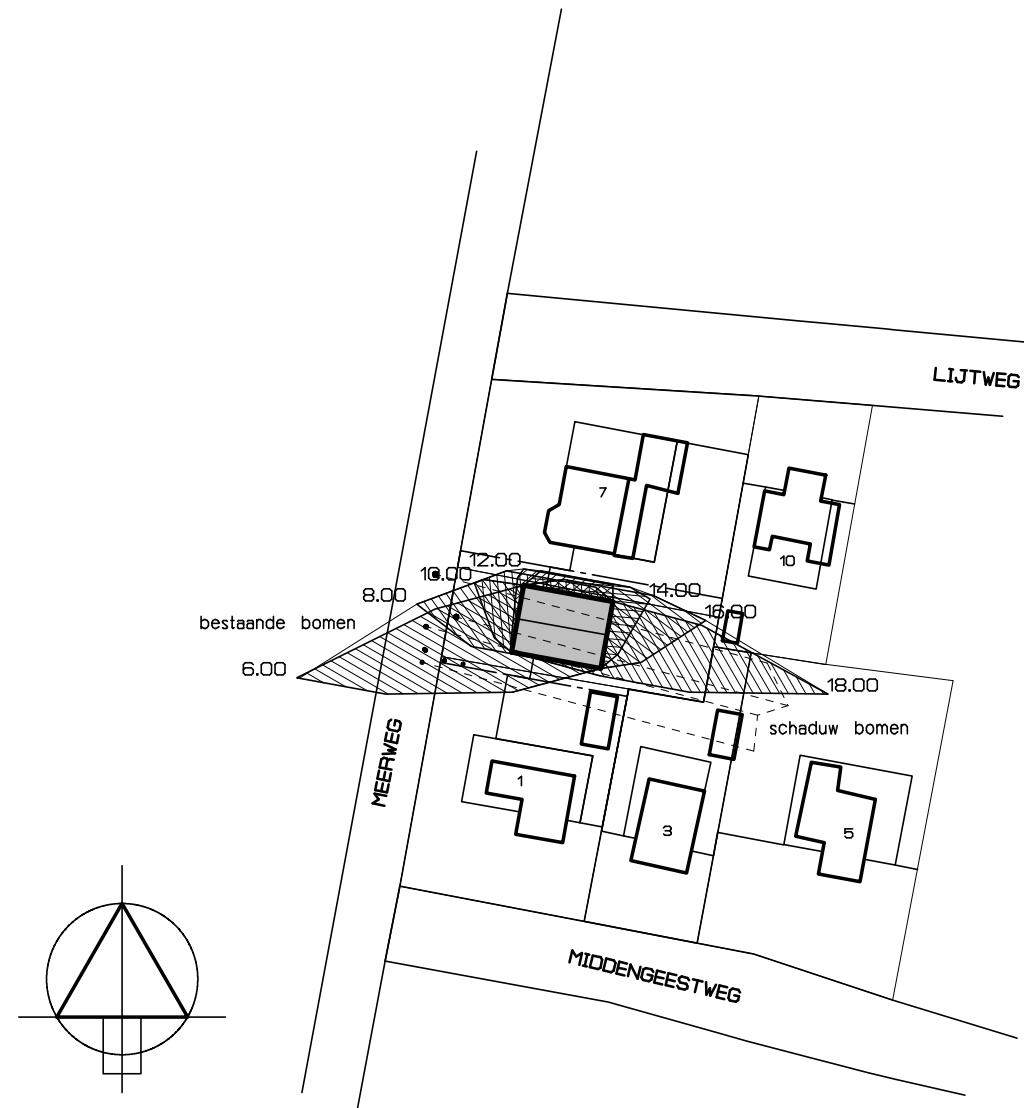 LIJTWEG
7
10
12.00
10.00
14.00
8.00
16.00
bestaande bomen
6.00
18.00
schaduw bomen
MEERWEG
1
3
5
MIDDENGEESTWEG